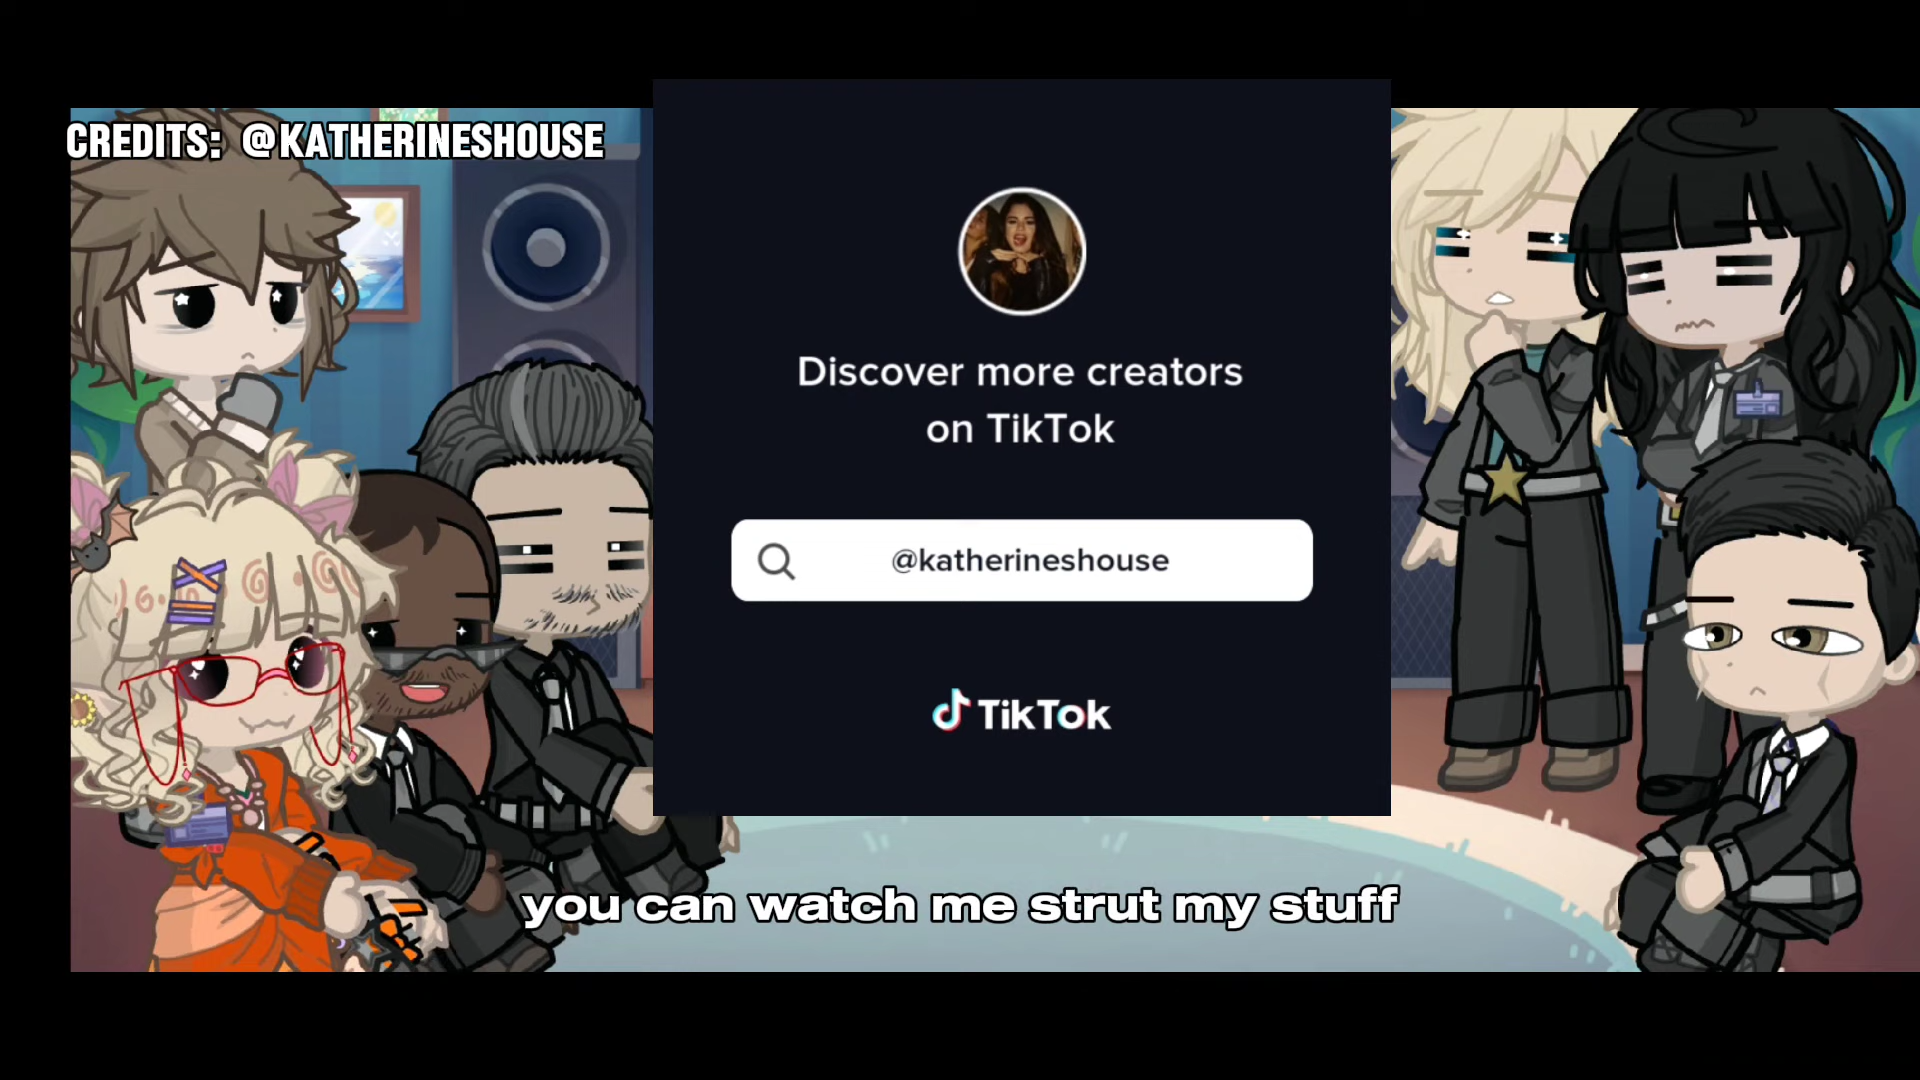 CREDITS: @KATHERINESHOUSE
Discover more creators
on TikTok
@katherineshouse
TikTok
you can watch me strut my stuff